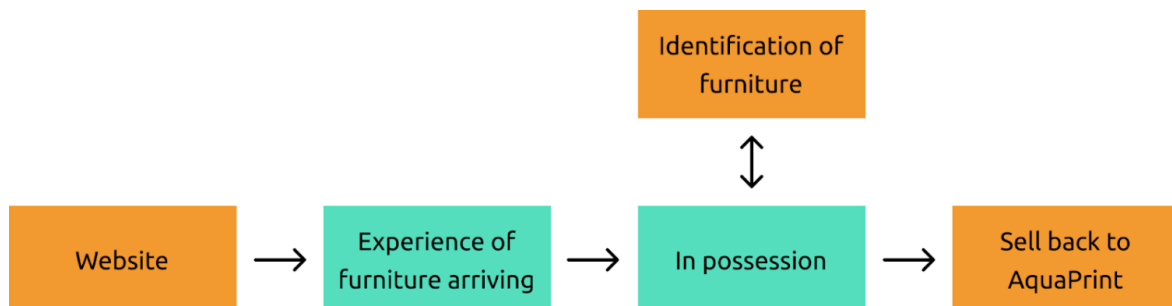 Identification of
furniture
Website
Experience of
furniture arriving
In possession
Sell back to
AquaPrint